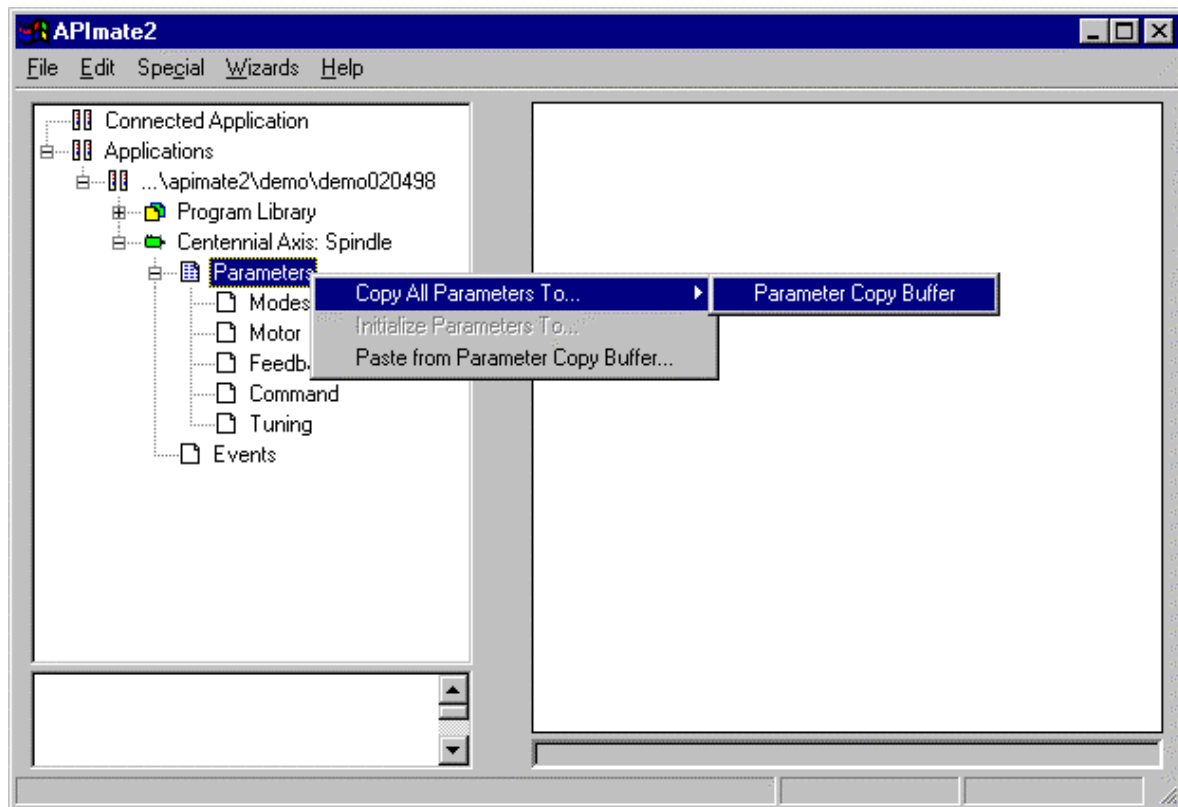 APImate2
File Edit Special Wizards Help
Connected Application
Applications
...\apimate2\demo\demo020498
Program Library
Centennial Axis: Spindle
Parameters
Copy All Parameters To... Parameter Copy Buffer
Modes
Initialize Parameters To...
Motor
Paste from Parameter Copy Buffer...
Feedb
Command
Tuning
Events